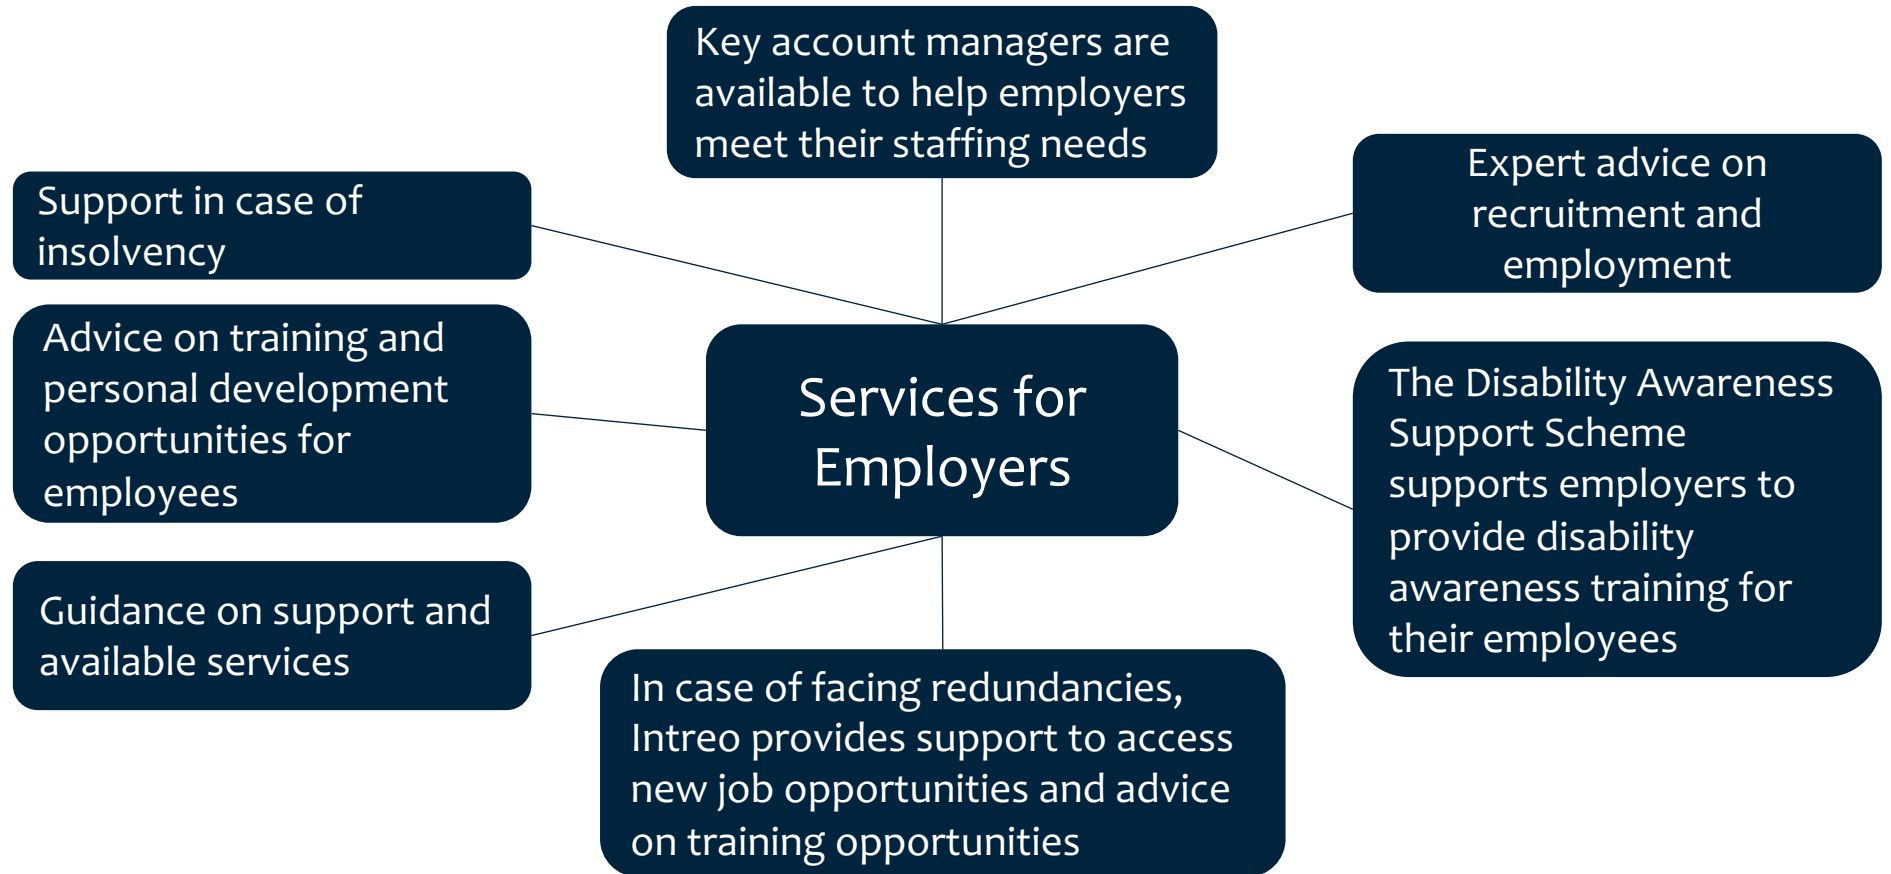 Key account managers are
available to help employers
meet their staffing needs
Support in case of
insolvency
Expert advice on
recruitment and
employment
Advice on training and
personal development
opportunities for
employees
Services for
Employers
The Disability Awareness
Support Scheme
supports employers to
provide disability
awareness training for
their employees
Guidance on support and
available services
In case of facing redundancies,
Intreo provides support to access
new job opportunities and advice
on training opportunities